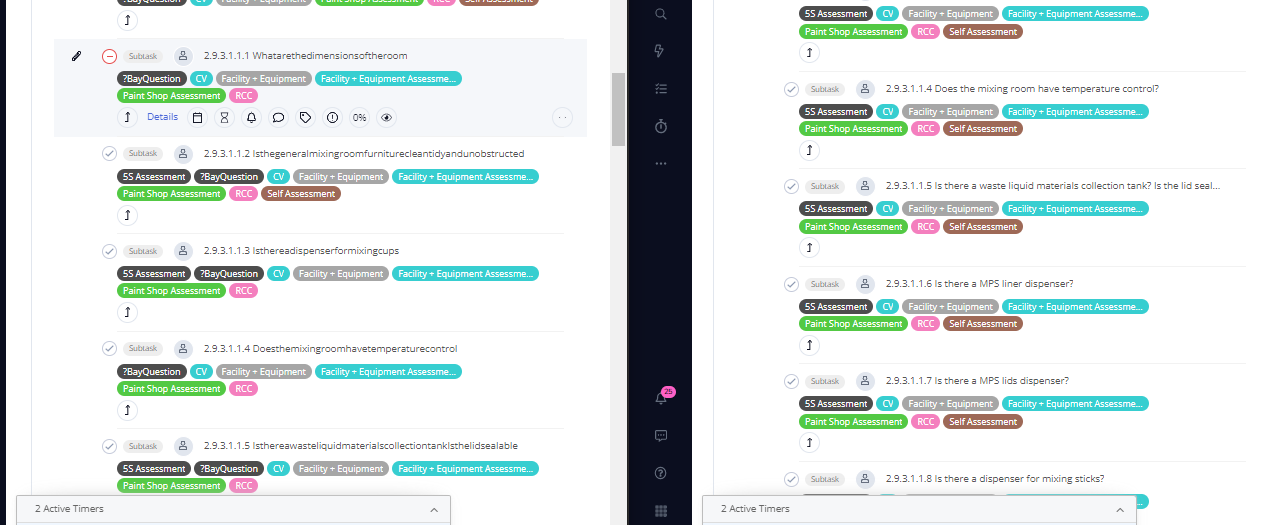 CV Facility + Equipment Paint Shop Assessment RCC Self Assessment
Subtask 2.9.3.1.1.1 Whatarethedimensionsoftheroom
?BayQuestion CV Facility + Equipment Facility + Equipment Assessme...
Paint Shop Assessment RCC
Details 0%
Subtask 2.9.3.1.1.2 Isthegeneralmixingroomfurniturecleantidyandunobstructed
5S Assessment ?BayQuestion CV Facility + Equipment Facility + Equipment Assessme...
Paint Shop Assessment RCC Self Assessment
Subtask 2.9.3.1.1.3 Isthereadispenserformixingcups
5S Assessment ?BayQuestion CV Facility + Equipment Facility + Equipment Assessme...
Paint Shop Assessment RCC
Subtask 2.9.3.1.1.4 Doesthemixingroomhavetemperaturecontrol
?BayQuestion CV Facility + Equipment Facility + Equipment Assessme...
Paint Shop Assessment RCC
Subtask 2.9.3.1.1.5 IsthereawasteliquidmaterialscollectiontankIsthelidsealable
5S Assessment ?BayQuestion CV Facility + Equipment Facility + Equipment Assessme...
Paint Shop Assessment RCC
2 Active Timers
25
5S Assessment CV Facility + Equipment Facility + Equipment Assessme...
Paint Shop Assessment RCC Self Assessment
Subtask 2.9.3.1.1.4 Does the mixing room have temperature control?
5S Assessment CV Facility + Equipment Facility + Equipment Assessme...
Paint Shop Assessment RCC Self Assessment
Subtask 2.9.3.1.1.5 Is there a waste liquid materials collection tank? Is the lid seal...
5S Assessment CV Facility + Equipment Facility + Equipment Assessme...
Paint Shop Assessment RCC Self Assessment
Subtask 2.9.3.1.1.6 Is there a MPS liner dispenser?
5S Assessment CV Facility + Equipment Facility + Equipment Assessme...
Paint Shop Assessment RCC Self Assessment
Subtask 2.9.3.1.1.7 Is there a MPS lids dispenser?
5S Assessment CV Facility + Equipment Facility + Equipment Assessme...
Paint Shop Assessment RCC Self Assessment
Subtask 2.9.3.1.1.8 Is there a dispenser for mixing sticks?
2 Active Timers